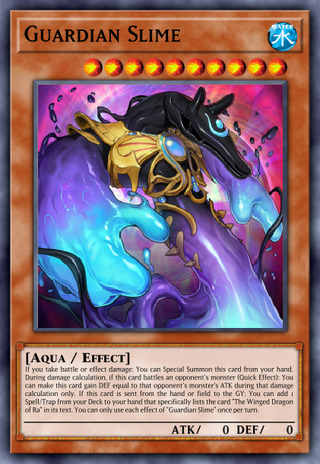 Guardian Slime
WATER
水
[Aqua / Effect]
If you take battle or effect damage: You can Special Summon this card from your hand.
During damage calculation, if this card battles an opponent's monster (Quick Effect): You
can make this card gain DEF equal to that opponent's monster's ATK during that damage
calculation only. If this card is sent from the hand or field to the GY: You can add 1
Spell/Trap from your Deck to your hand that specifically lists the card "The Winged Dragon
of Ra" in its text. You can only use each effect of "Guardian Slime" once per turn.
ATK/ 0 DEF/ 0